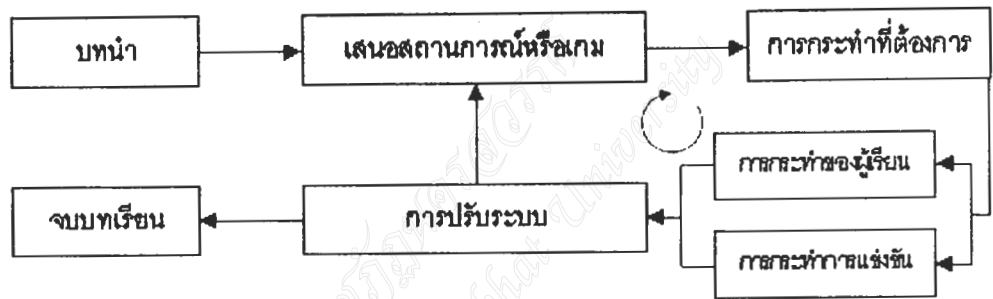 บทนำ
เสนอสถานการณ์หรือเกม
การกระทำที่ต้องการ
การกระทำของผู้เรียน
จบบทเรียน
การปรับระบบ
การกระทำการแข่งขัน
University